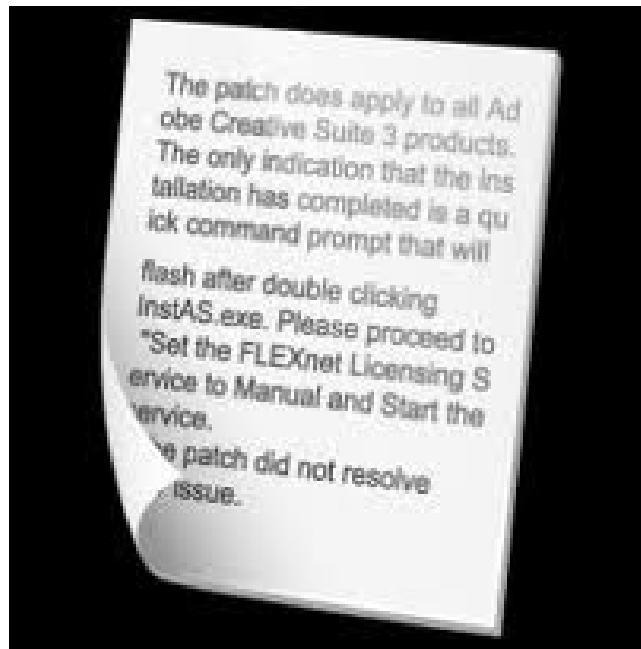 The patch does apply to all Ad
obe Creative Suite 3 products.
The only indication that the ins
tallation has completed is a qu
ick command prompt that will
flash after double clicking
InstAS.exe. Please proceed to
"Set the FLEXnet Licensing S
ervice to Manual and Start the
ervice.
e patch did not resolve
issue.